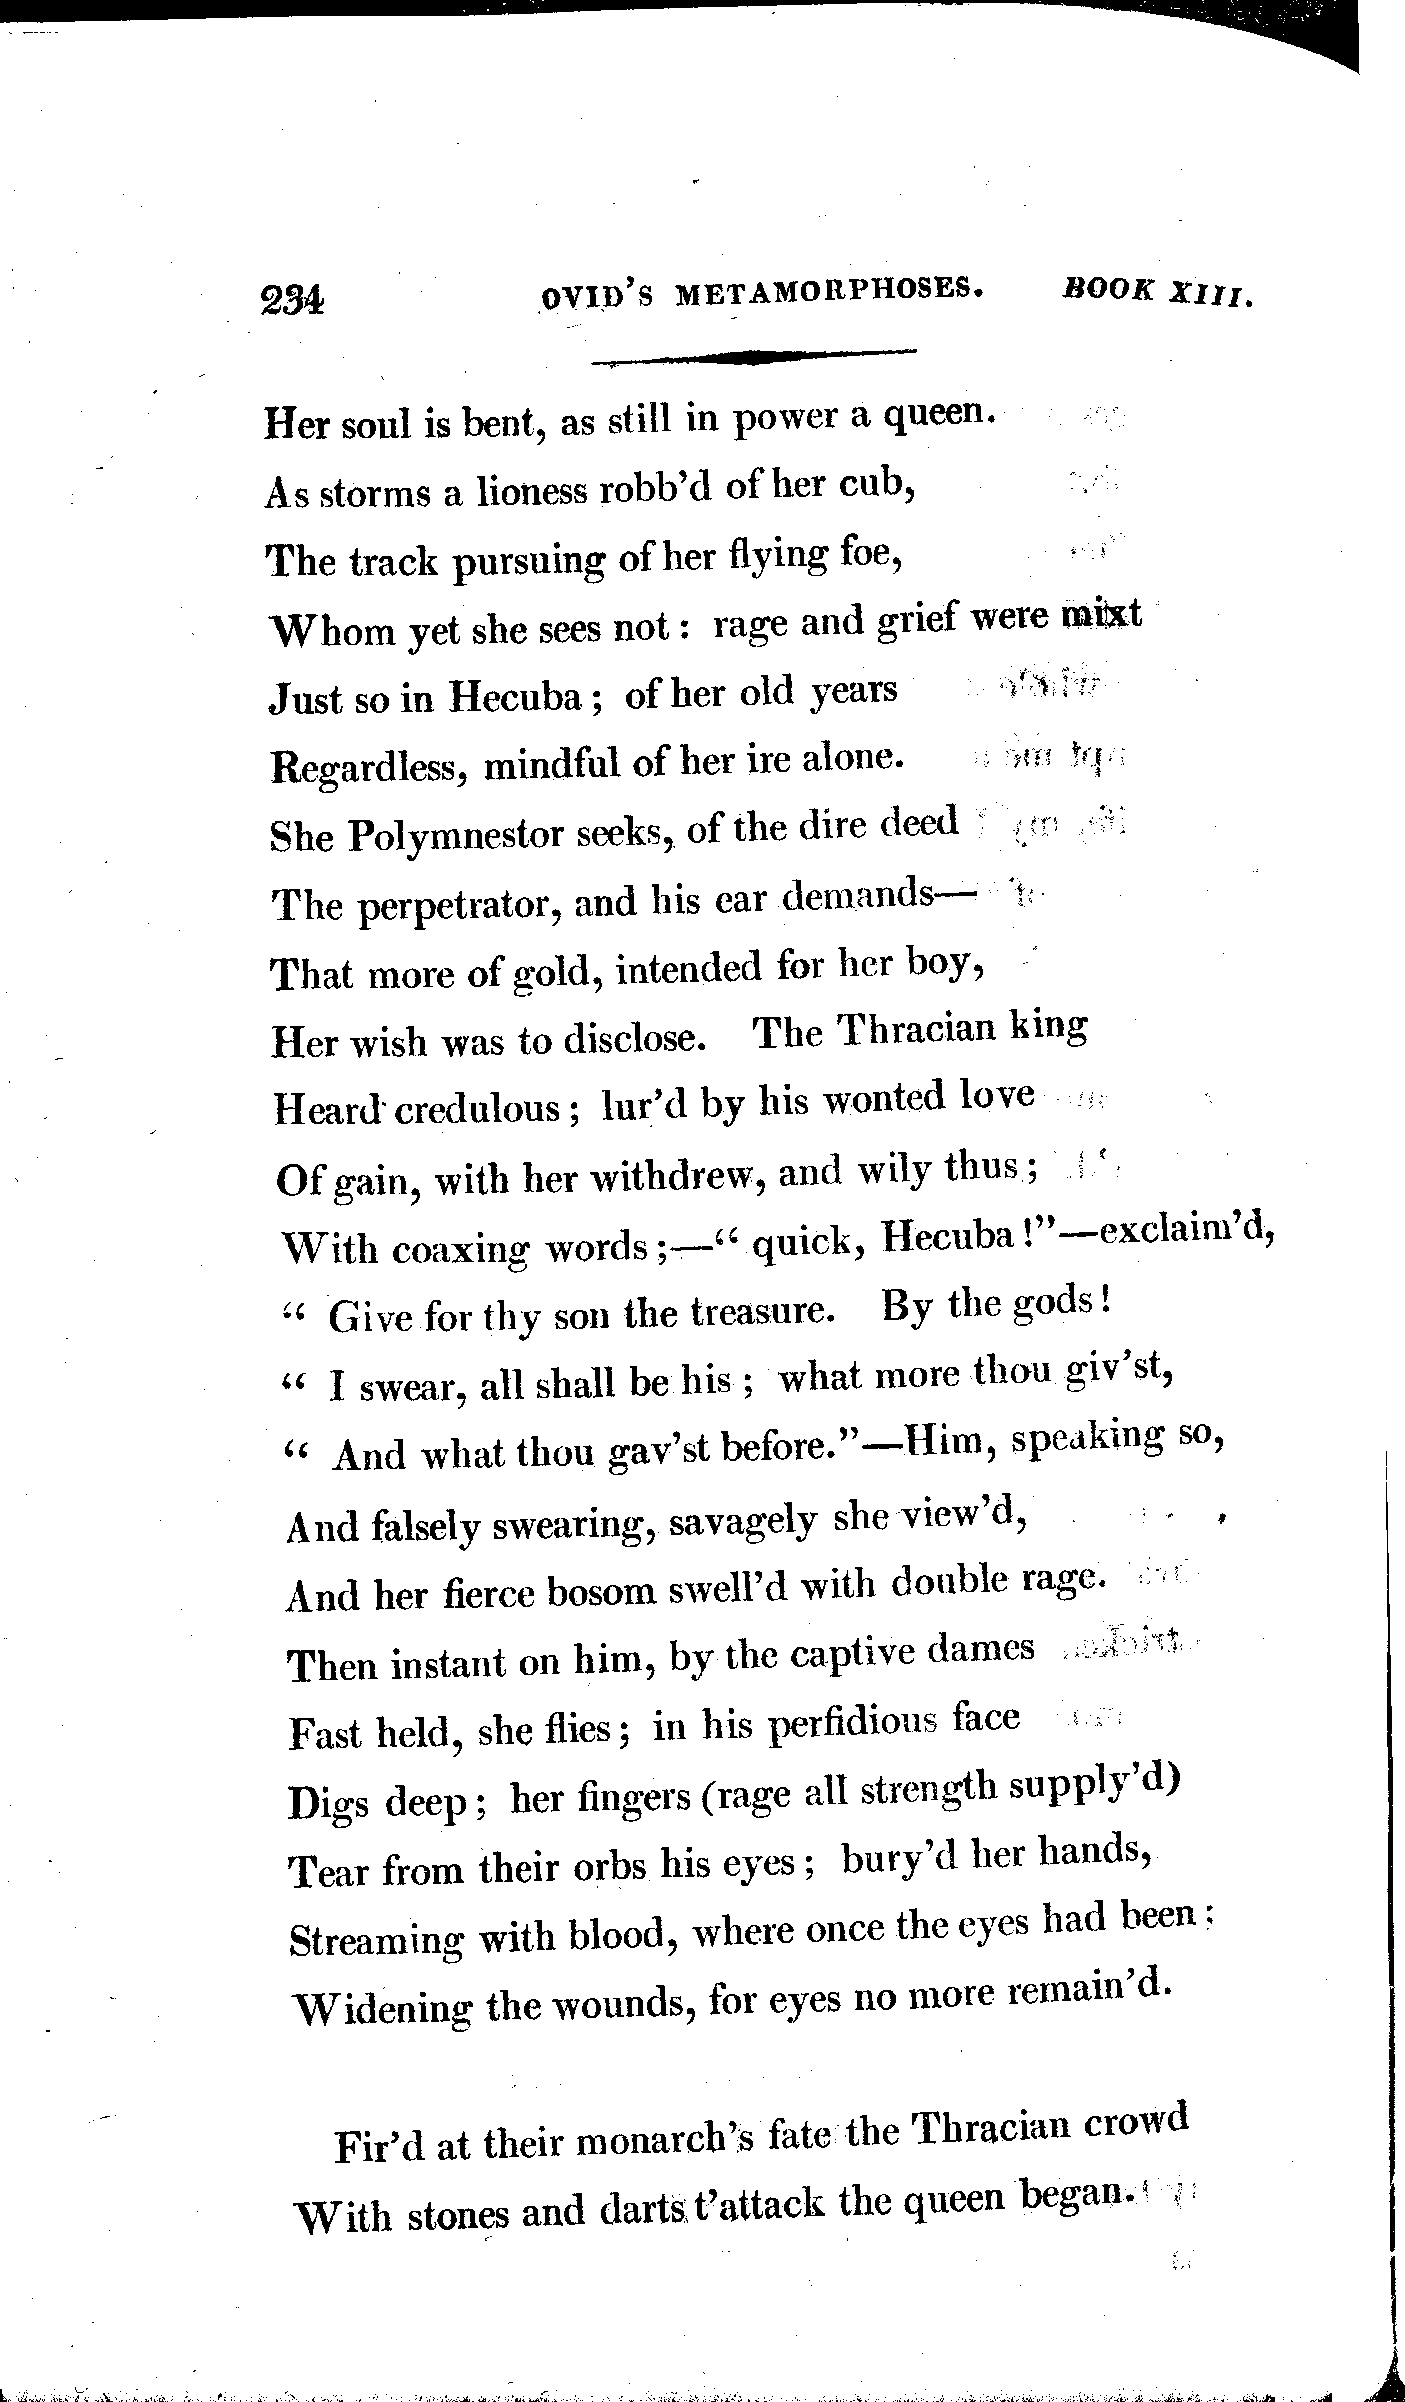 234 OVID'S METAMORPHOSES. BOOK XIII.
Her soul is bent, as still in power a queen.
As storms a lioness robb'd of her cub,
The track pursuing of her flying foe,
Whom yet she sees not: rage and grief were mixt
Just so in Hecuba; of her old years
Regardless, mindful of her ire alone.
She Polymnestor seeks, of the dire deed
The perpetrator, and his ear demands—
That more of gold, intended for her boy,
Her wish was to disclose. The Thracian king
Heard credulous; lur'd by his wonted love
Of gain, with her withdrew, and wily thus;
With coaxing words;—“ quick, Hecuba!”—exclaim'd,
“ Give for thy son the treasure. By the gods!
“ I swear, all shall be his; what more thou giv'st,
“ And what thou gav'st before.”—Him, speaking so,
And falsely swearing, savagely she view'd,
And her fierce bosom swell'd with double rage.
Then instant on him, by the captive dames
Fast held, she flies; in his perfidious face
Digs deep; her fingers (rage all strength supply'd)
Tear from their orbs his eyes; bury'd her hands,
Streaming with blood, where once the eyes had been;
Widening the wounds, for eyes no more remain'd.
Fir'd at their monarch's fate the Thracian crowd
With stones and darts t'attack the queen began.